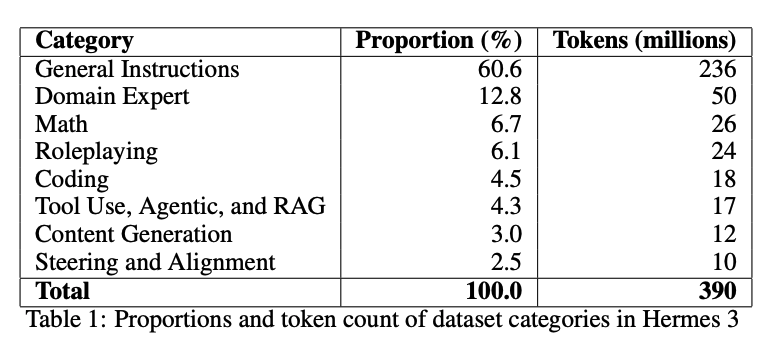 Category Proportion (%) Tokens (millions)
General Instructions 60.6 236
Domain Expert 12.8 50
Math 6.7 26
Roleplaying 6.1 24
Coding 4.5 18
Tool Use, Agentic, and RAG 4.3 17
Content Generation 3.0 12
Steering and Alignment 2.5 10
Total 100.0 390
Table 1: Proportions and token count of dataset categories in Hermes 3